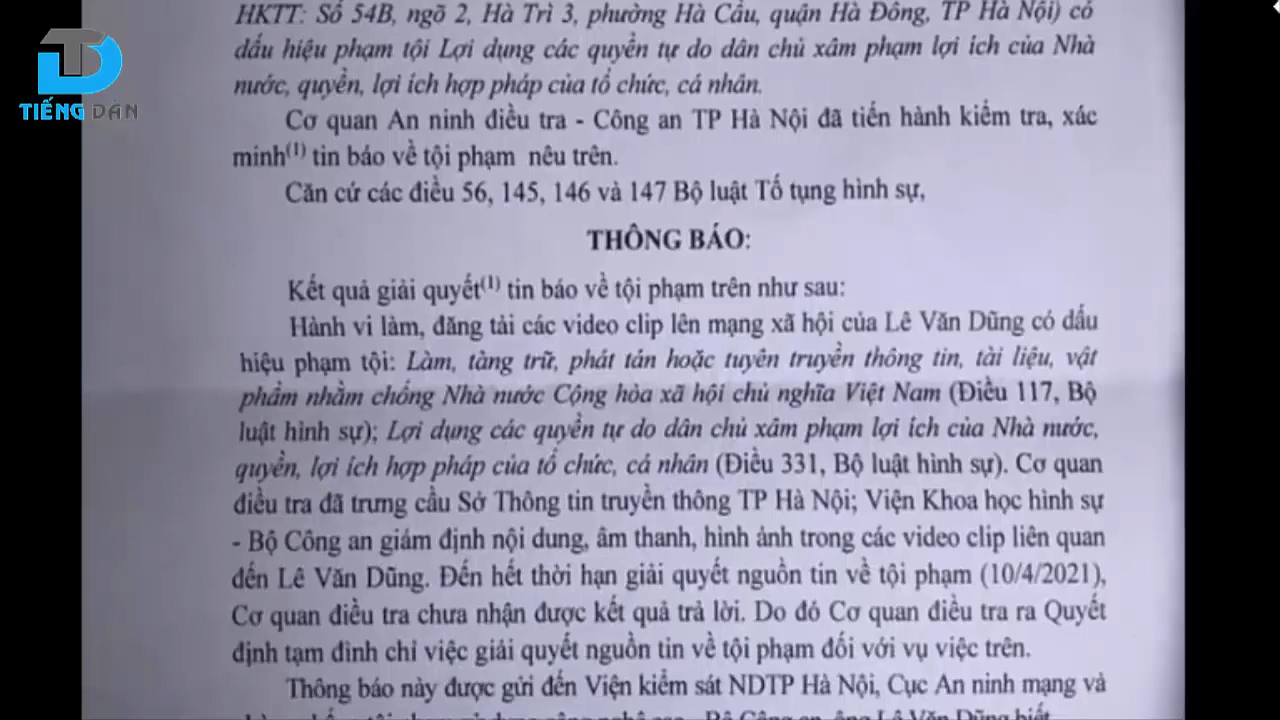 TIẾNG DÂN
HKTT: Số 54B, ngõ 2, Hà Trì 3, phường Hà Cầu, quận Hà Đông, TP Hà Nội) có
dấu hiệu phạm tội Lợi dụng các quyền tự do dân chủ xâm phạm lợi ích của Nhà
nước, quyền, lợi ích hợp pháp của tổ chức, cá nhân.
Cơ quan An ninh điều tra - Công an TP Hà Nội đã tiến hành kiểm tra, xác
minh(1) tin báo về tội phạm nêu trên.
Căn cứ các điều 56, 145, 146 và 147 Bộ luật Tố tụng hình sự,
THÔNG BÁO:
Kết quả giải quyết(1) tin báo về tội phạm trên như sau:
Hành vi làm, đăng tải các video clip lên mạng xã hội của Lê Văn Dũng có dấu
hiệu phạm tội: Làm, tàng trữ, phát tán hoặc tuyên truyền thông tin, tài liệu, vật
phẩm nhằm chống Nhà nước Cộng hòa xã hội chủ nghĩa Việt Nam (Điều 117, Bộ
luật hình sự); Lợi dụng các quyền tự do dân chủ xâm phạm lợi ích của Nhà nước,
quyền, lợi ích hợp pháp của tổ chức, cá nhân (Điều 331, Bộ luật hình sự). Cơ quan
điều tra đã trưng cầu Sở Thông tin truyền thông TP Hà Nội; Viện Khoa học hình sự
- Bộ Công an giám định nội dung, âm thanh, hình ảnh trong các video clip liên quan
đến Lê Văn Dũng. Đến hết thời hạn giải quyết nguồn tin về tội phạm (10/4/2021),
Cơ quan điều tra chưa nhận được kết quả trả lời. Do đó Cơ quan điều tra ra Quyết
định tạm đình chỉ việc giải quyết nguồn tin về tội phạm đối với vụ việc trên.
Thông báo này được gửi đến Viện kiểm sát NDTP Hà Nội, Cục An ninh mạng và
Bộ Công an, ông Lê Văn Dũng biết